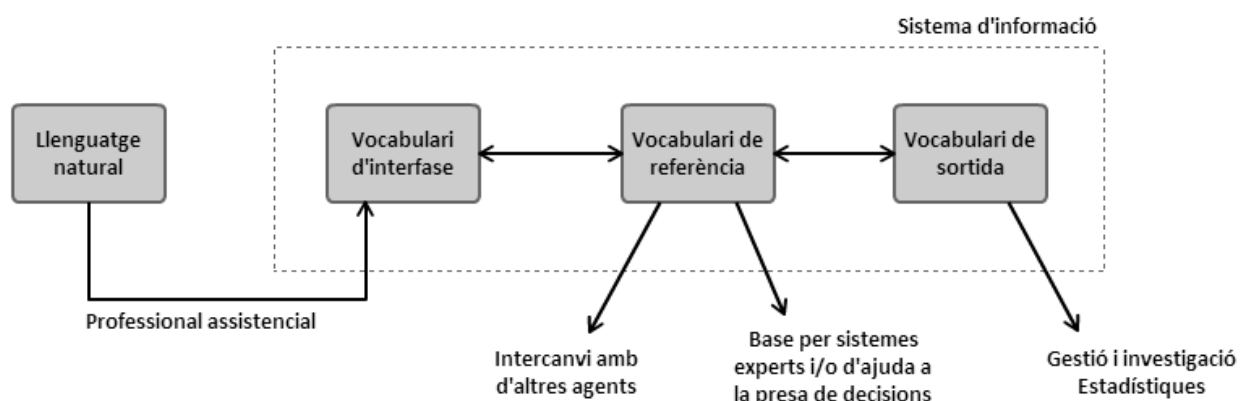 Sistema d'informació
Llenguatge
natural
Vocabulari
d'interfase
Vocabulari de
referència
Vocabulari de
sortida
Professional assistencial
Intercanvi amb
d'altres agents
Base per sistemes
experts i/o d'ajuda a
la presa de decisions
Gestió i investigació
Estadístiques